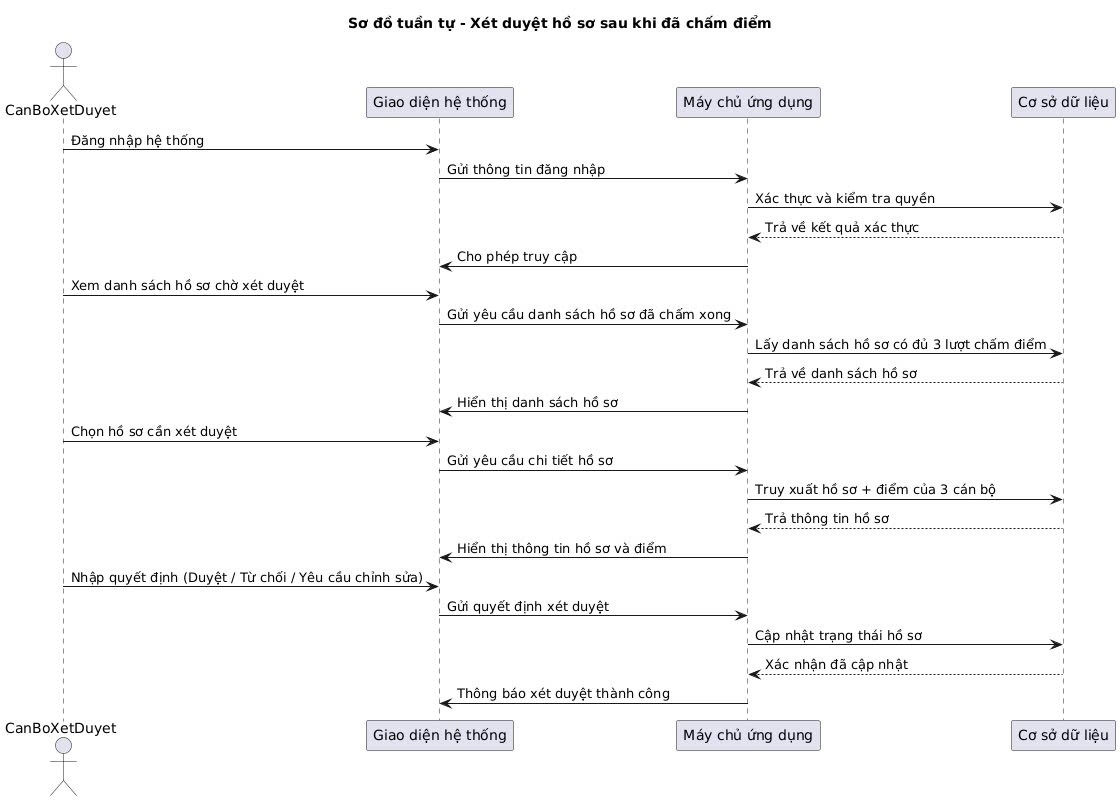 Sơ đồ tuần tự - Xét duyệt hồ sơ sau khi đã chấm điểm
CanBoXetDuyet
Giao diện hệ thống
Máy chủ ứng dụng
Cơ sở dữ liệu
Đăng nhập hệ thống
Gửi thông tin đăng nhập
Xác thực và kiểm tra quyền
Trả về kết quả xác thực
Cho phép truy cập
Xem danh sách hồ sơ chờ xét duyệt
Gửi yêu cầu danh sách hồ sơ đã chấm xong
Lấy danh sách hồ sơ có đủ 3 lượt chấm điểm
Trả về danh sách hồ sơ
Hiển thị danh sách hồ sơ
Chọn hồ sơ cần xét duyệt
Gửi yêu cầu chi tiết hồ sơ
Truy xuất hồ sơ + điểm của 3 cán bộ
Trả thông tin hồ sơ
Hiển thị thông tin hồ sơ và điểm
Nhập quyết định (Duyệt / Từ chối / Yêu cầu chỉnh sửa)
Gửi quyết định xét duyệt
Cập nhật trạng thái hồ sơ
Xác nhận đã cập nhật
Thông báo xét duyệt thành công
CanBoXetDuyet
Giao diện hệ thống
Máy chủ ứng dụng
Cơ sở dữ liệu